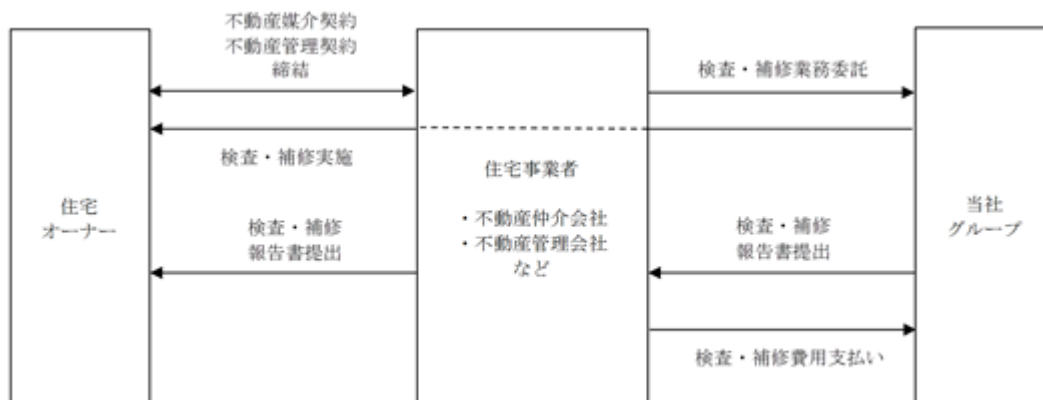 不動産媒介契約
不動産管理契約
締結
検査・補修業務委託
検査・補修実施
住宅事業者
・不動産仲介会社
・不動産管理会社
など
住宅
オーナー
当社
グループ
検査・補修
報告書提出
検査・補修
報告書提出
検査・補修費用支払い